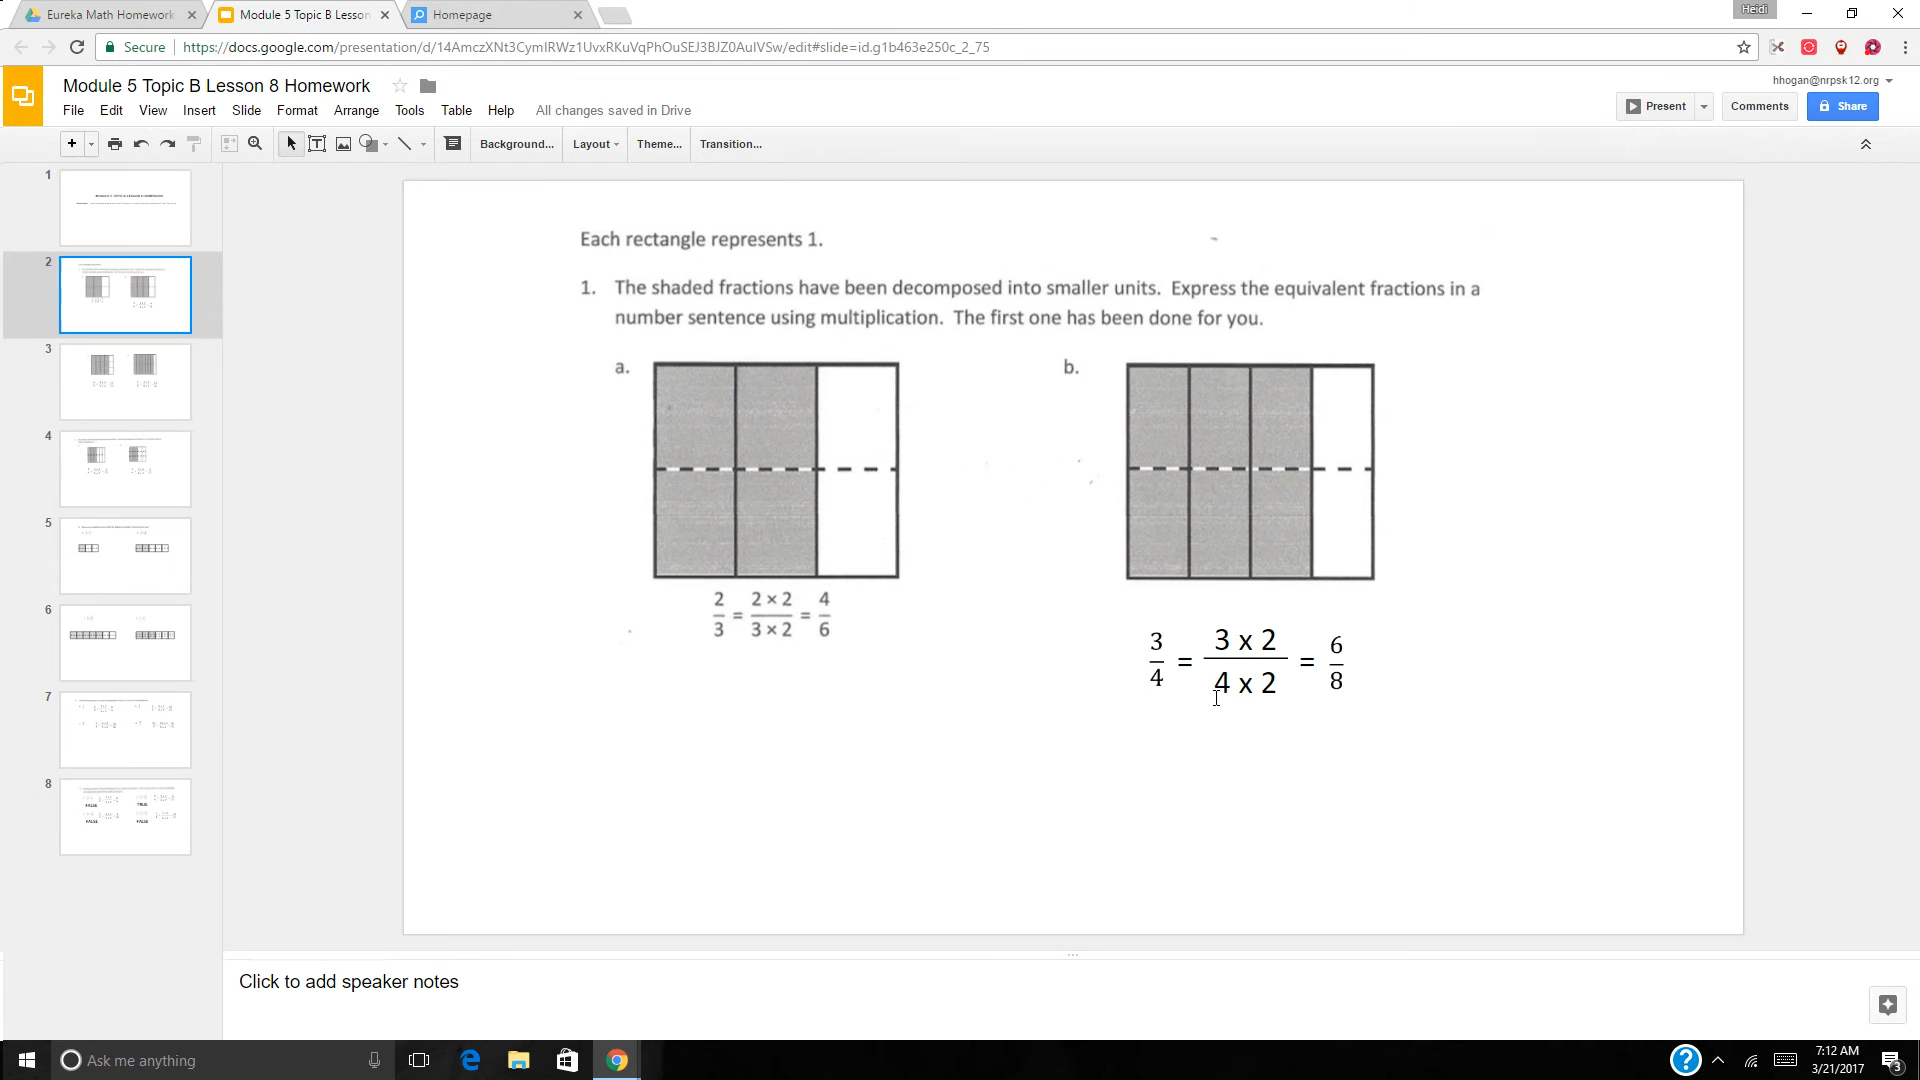 Eureka Math Homework
Module 5 Topic B Lesson
Homepage
Heidi
Secure
https://docs.google.com/presentation/d/14AmczXNt3CymIRWz1UvxRKuVqPhOuSEJ3BJZ0AuIVSw/edit#slide=id.g1b463e250c_2_75
Module 5 Topic B Lesson 8 Homework
hhogan@nrpsk12.org
File Edit View Insert Slide Format Arrange Tools Table Help All changes saved in Drive
Present Comments Share
Background... Layout Theme... Transition...
1
2
3
4
5
6
7
8
FALSE TRUE
FALSE FALSE
Each rectangle represents 1.
1. The shaded fractions have been decomposed into smaller units. Express the equivalent fractions in a
number sentence using multiplication. The first one has been done for you.
a. b.
2/3 = 2 × 2/3 × 2 = 4/6
3/4 = 3 x 2/4 x 2 = 6/8
Click to add speaker notes
Ask me anything
7:12 AM
3/21/2017
3